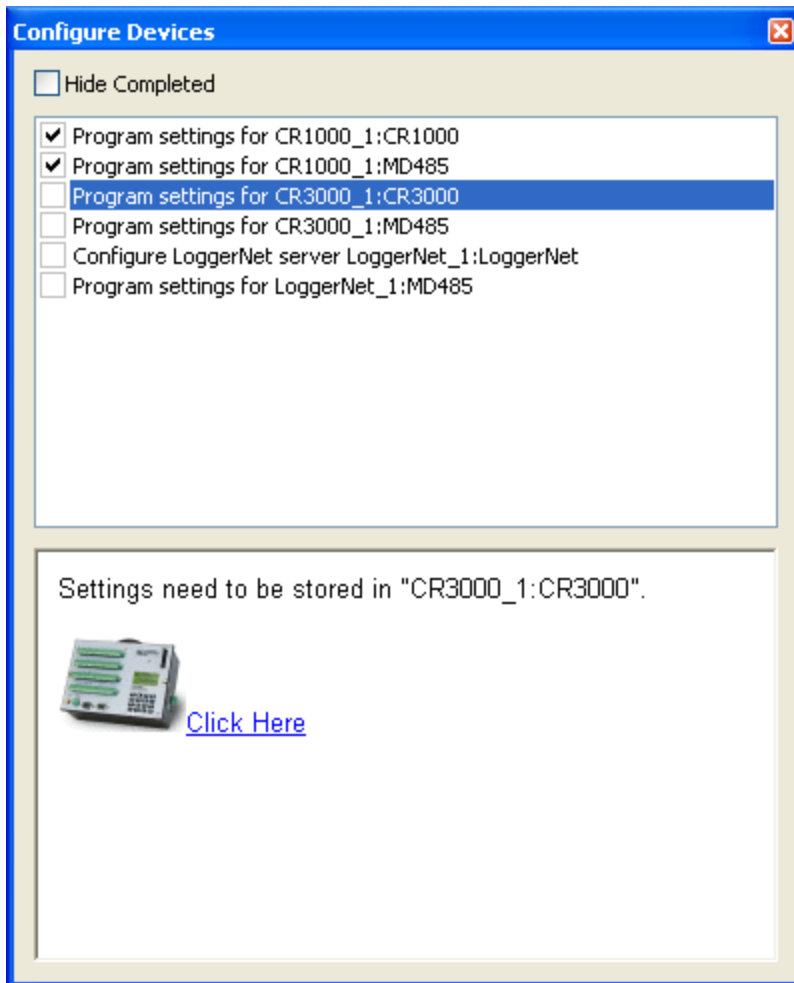 Configure Devices
Hide Completed
Program settings for CR1000_1:CR1000
Program settings for CR1000_1:MD485
Program settings for CR3000_1:CR3000
Program settings for CR3000_1:MD485
Configure LoggerNet server LoggerNet_1:LoggerNet
Program settings for LoggerNet_1:MD485
Settings need to be stored in "CR3000_1:CR3000".
Click Here